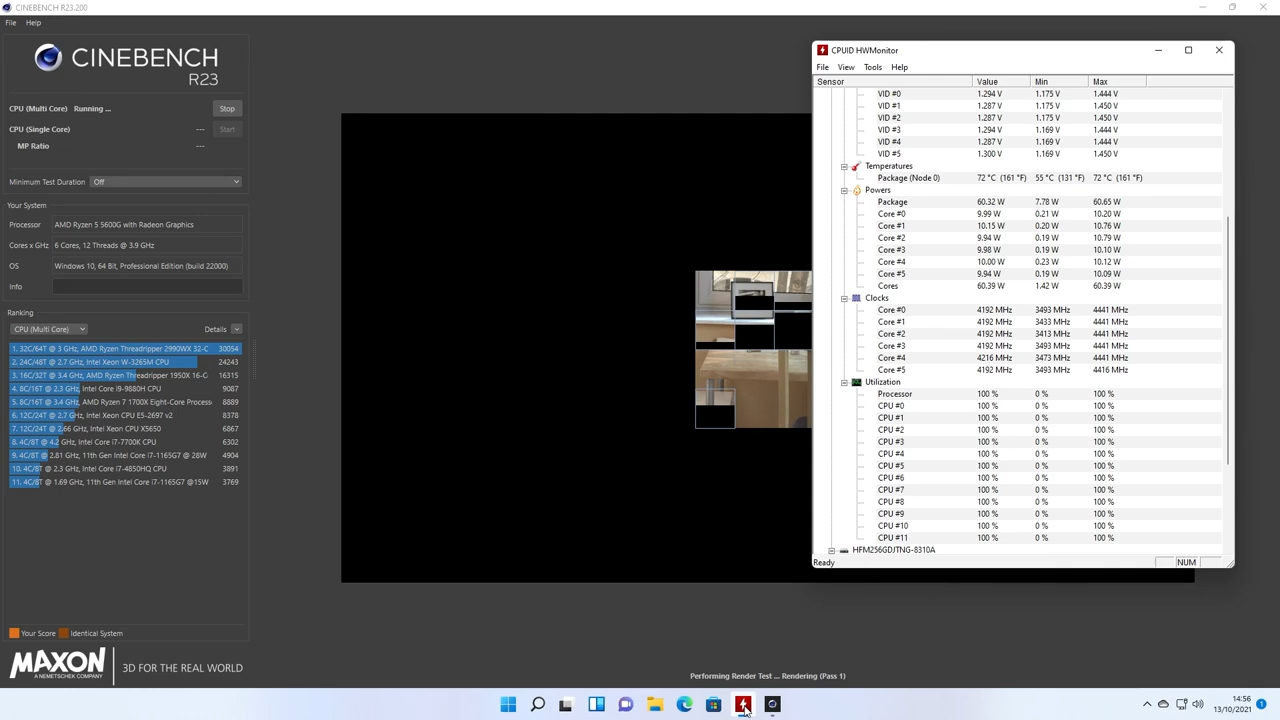 CINEBENCH R23.200
File Help
CINEBENCH
R23
CPU (Multi Core) Running ... Stop
CPU (Single Core) --- Start
MP Ratio ---
Minimum Test Duration Off
Your System
Processor AMD Ryzen 5 5600G with Radeon Graphics
Cores x GHz 6 Cores, 12 Threads @ 3.9 GHz
OS Windows 10, 64 Bit, Professional Edition (build 22000)
Info
Ranking
CPU (Multi Core) Details
1. 32C/64T @ 3 GHz, AMD Ryzen Threadripper 2990WX 32-C 30054
2. 24C/48T @ 2.7 GHz, Intel Xeon W-3265M CPU 24243
3. 16C/32T @ 3.4 GHz, AMD Ryzen Threadripper 1950X 16-C 16315
4. 8C/16T @ 2.3 GHz, Intel Core i9-9880H CPU 9087
5. 8C/16T @ 3.4 GHz, AMD Ryzen 7 1700X Eight-Core Process 8889
6. 12C/24T @ 2.7 GHz, Intel Xeon CPU E5-2697 v2 8378
7. 12C/24T @ 2.66 GHz, Intel Xeon CPU X5650 6867
8. 4C/8T @ 4.2 GHz, Intel Core i7-7700K CPU 6302
9. 4C/8T @ 2.81 GHz, 11th Gen Intel Core i7-1165G7 @ 28W 4904
10. 4C/8T @ 2.3 GHz, Intel Core i7-4850HQ CPU 3891
11. 4C/8T @ 1.69 GHz, 11th Gen Intel Core i7-1165G7 @15W 3769
Your Score Identical System
MAXON 3D FOR THE REAL WORLD
A NEMETSCHEK COMPANY
Performing Render Test ... Rendering (Pass 1)
CPUID HWMonitor
File View Tools Help
Sensor Value Min Max
VID #0 1.294 V 1.175 V 1.444 V
VID #1 1.287 V 1.175 V 1.450 V
VID #2 1.287 V 1.175 V 1.450 V
VID #3 1.294 V 1.169 V 1.444 V
VID #4 1.287 V 1.169 V 1.444 V
VID #5 1.300 V 1.169 V 1.450 V
Temperatures
Package (Node 0) 72 °C (161 °F) 55 °C (131 °F) 72 °C (161 °F)
Powers
Package 60.32 W 7.78 W 60.65 W
Core #0 9.99 W 0.21 W 10.20 W
Core #1 10.15 W 0.20 W 10.76 W
Core #2 9.94 W 0.19 W 10.79 W
Core #3 9.98 W 0.19 W 10.10 W
Core #4 10.00 W 0.23 W 10.12 W
Core #5 9.94 W 0.19 W 10.09 W
Cores 60.39 W 1.42 W 60.39 W
Clocks
Core #0 4192 MHz 3493 MHz 4441 MHz
Core #1 4192 MHz 3433 MHz 4441 MHz
Core #2 4192 MHz 3413 MHz 4441 MHz
Core #3 4192 MHz 3493 MHz 4441 MHz
Core #4 4216 MHz 3473 MHz 4441 MHz
Core #5 4192 MHz 3493 MHz 4416 MHz
Utilization
Processor 100 % 0 % 100 %
CPU #0 100 % 0 % 100 %
CPU #1 100 % 0 % 100 %
CPU #2 100 % 0 % 100 %
CPU #3 100 % 0 % 100 %
CPU #4 100 % 0 % 100 %
CPU #5 100 % 0 % 100 %
CPU #6 100 % 0 % 100 %
CPU #7 100 % 0 % 100 %
CPU #8 100 % 0 % 100 %
CPU #9 100 % 0 % 100 %
CPU #10 100 % 0 % 100 %
CPU #11 100 % 0 % 100 %
HFM256GDJTNG-8310A
Ready NUM
14:56
13/10/2021 1